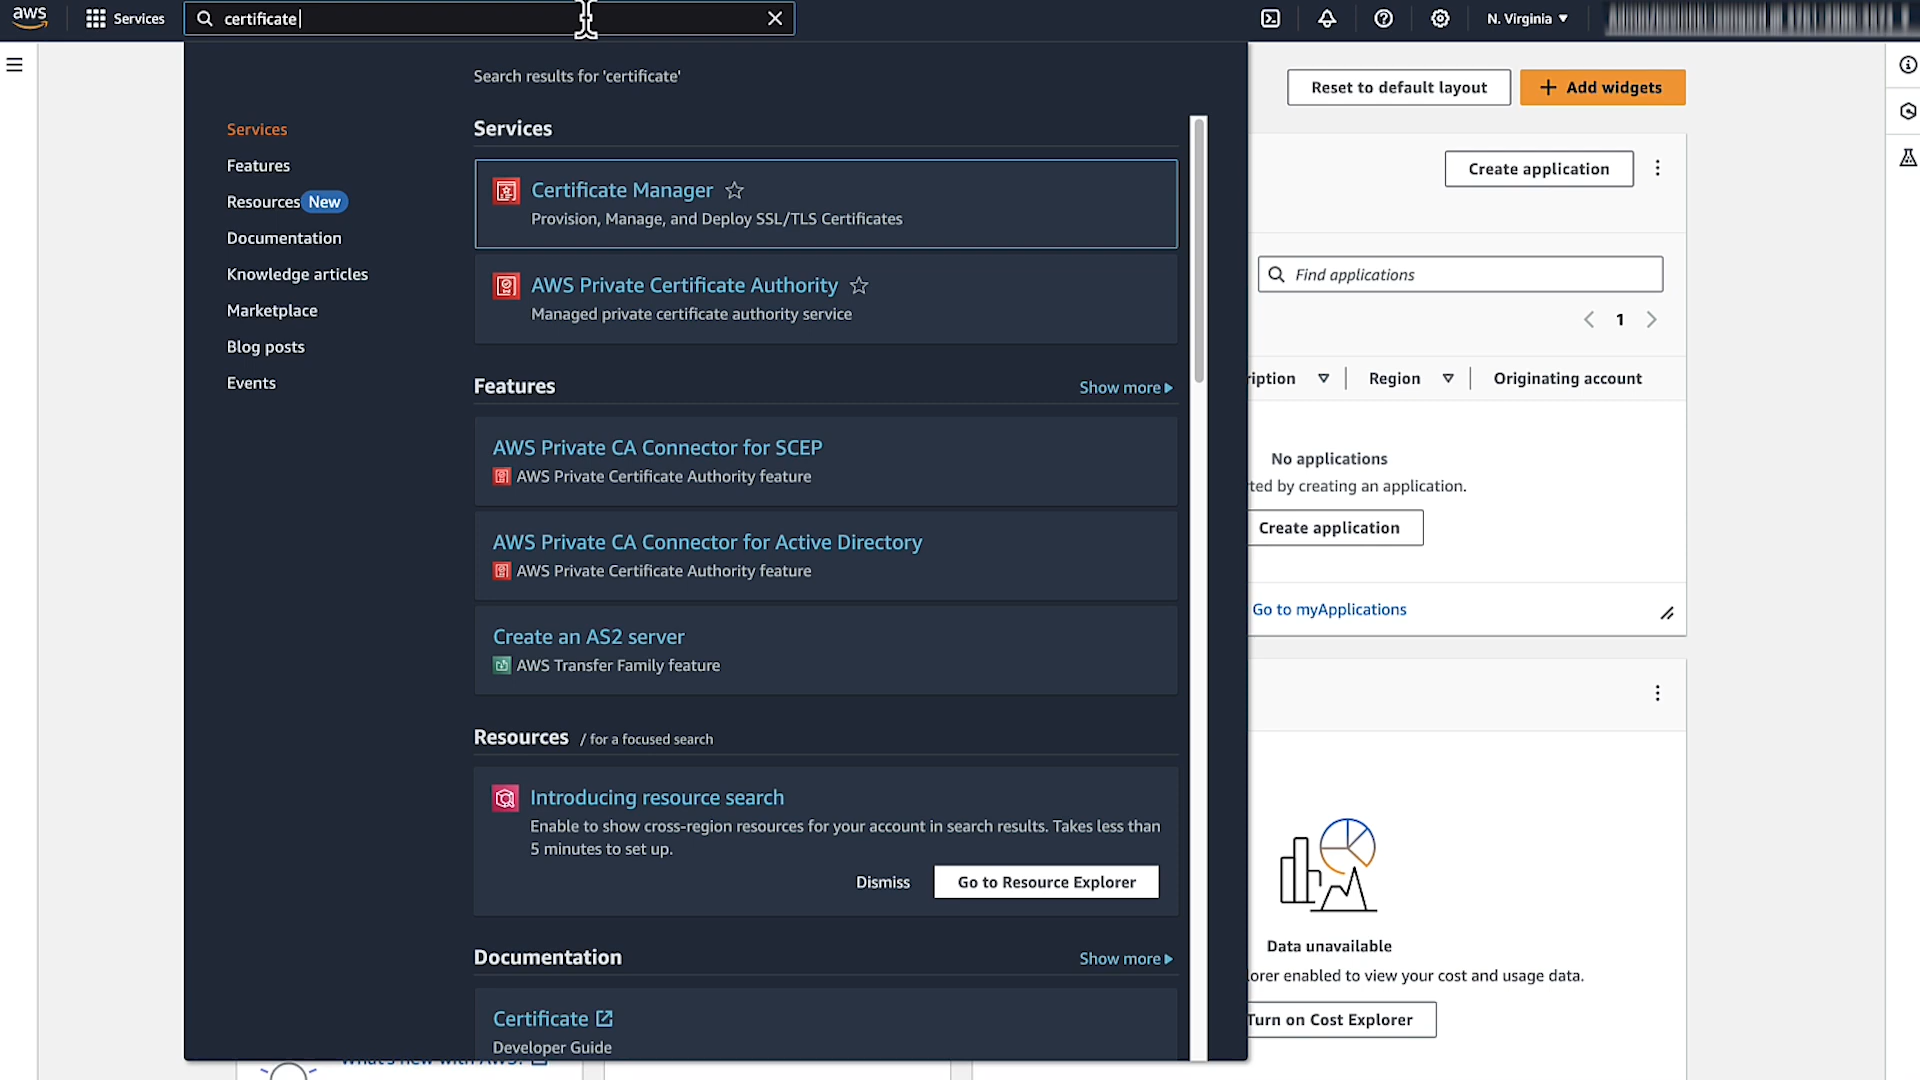 aws
Services
certificate
N. Virginia
Search results for 'certificate'
Services
Features
Resources New
Documentation
Knowledge articles
Marketplace
Blog posts
Events
Services
Certificate Manager
Provision, Manage, and Deploy SSL/TLS Certificates
AWS Private Certificate Authority
Managed private certificate authority service
Features
Show more
AWS Private CA Connector for SCEP
AWS Private Certificate Authority feature
AWS Private CA Connector for Active Directory
AWS Private Certificate Authority feature
Create an AS2 server
AWS Transfer Family feature
Resources / for a focused search
Introducing resource search
Enable to show cross-region resources for your account in search results. Takes less than
5 minutes to set up.
Dismiss
Go to Resource Explorer
Documentation
Show more
Certificate
Developer Guide
Reset to default layout
+ Add widgets
Create application
Find applications
1
ription
Region
Originating account
No applications
ted by creating an application.
Create application
Go to myApplications
Data unavailable
orer enabled to view your cost and usage data.
Turn on Cost Explorer
What's new with AWS?